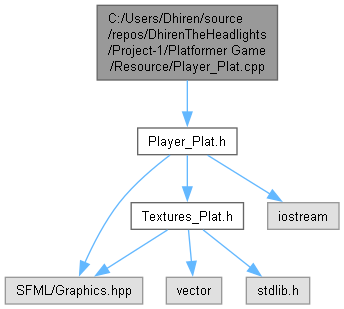 C:/Users/Dhiren/source
/repos/DhirenTheHeadlights
/Project-1/Platformer Game
/Resource/Player_Plat.cpp
Player_Plat.h
Textures_Plat.h
iostream
SFML/Graphics.hpp
vector
stdlib.h